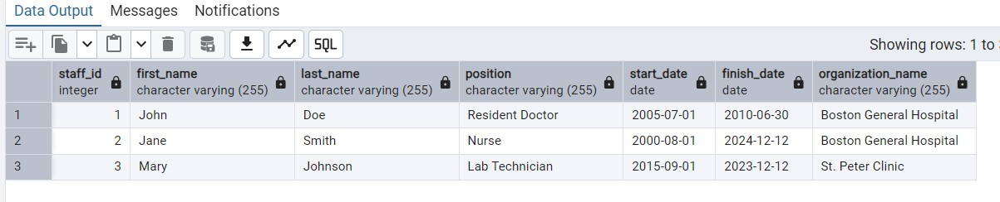 Data Output Messages Notifications
SQL Showing rows: 1 to
staff_id first_name last_name position start_date finish_date organization_name
integer character varying (255) character varying (255) character varying (255) date date character varying (255)
1 1 John Doe Resident Doctor 2005-07-01 2010-06-30 Boston General Hospital
2 2 Jane Smith Nurse 2000-08-01 2024-12-12 Boston General Hospital
3 3 Mary Johnson Lab Technician 2015-09-01 2023-12-12 St. Peter Clinic